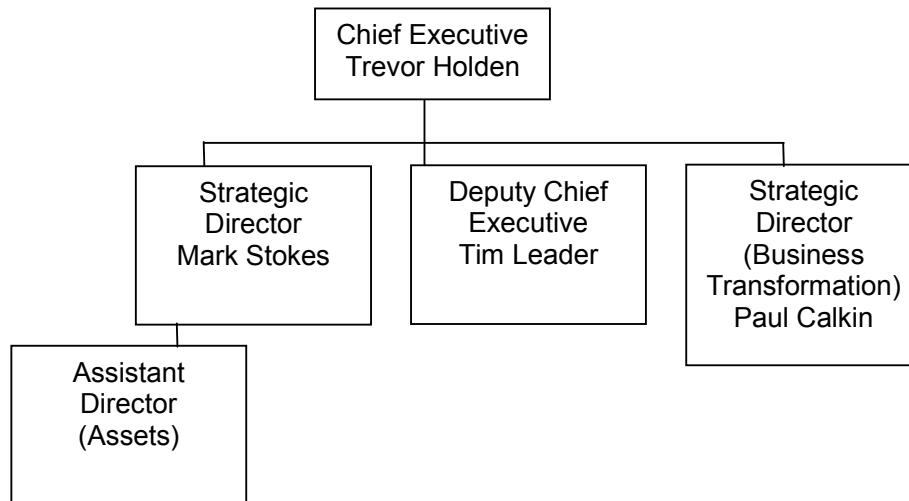 Chief Executive
Trevor Holden
Strategic
Director
Mark Stokes
Deputy Chief
Executive
Tim Leader
Strategic
Director
(Business
Transformation)
Paul Calkin
Assistant
Director
(Assets)